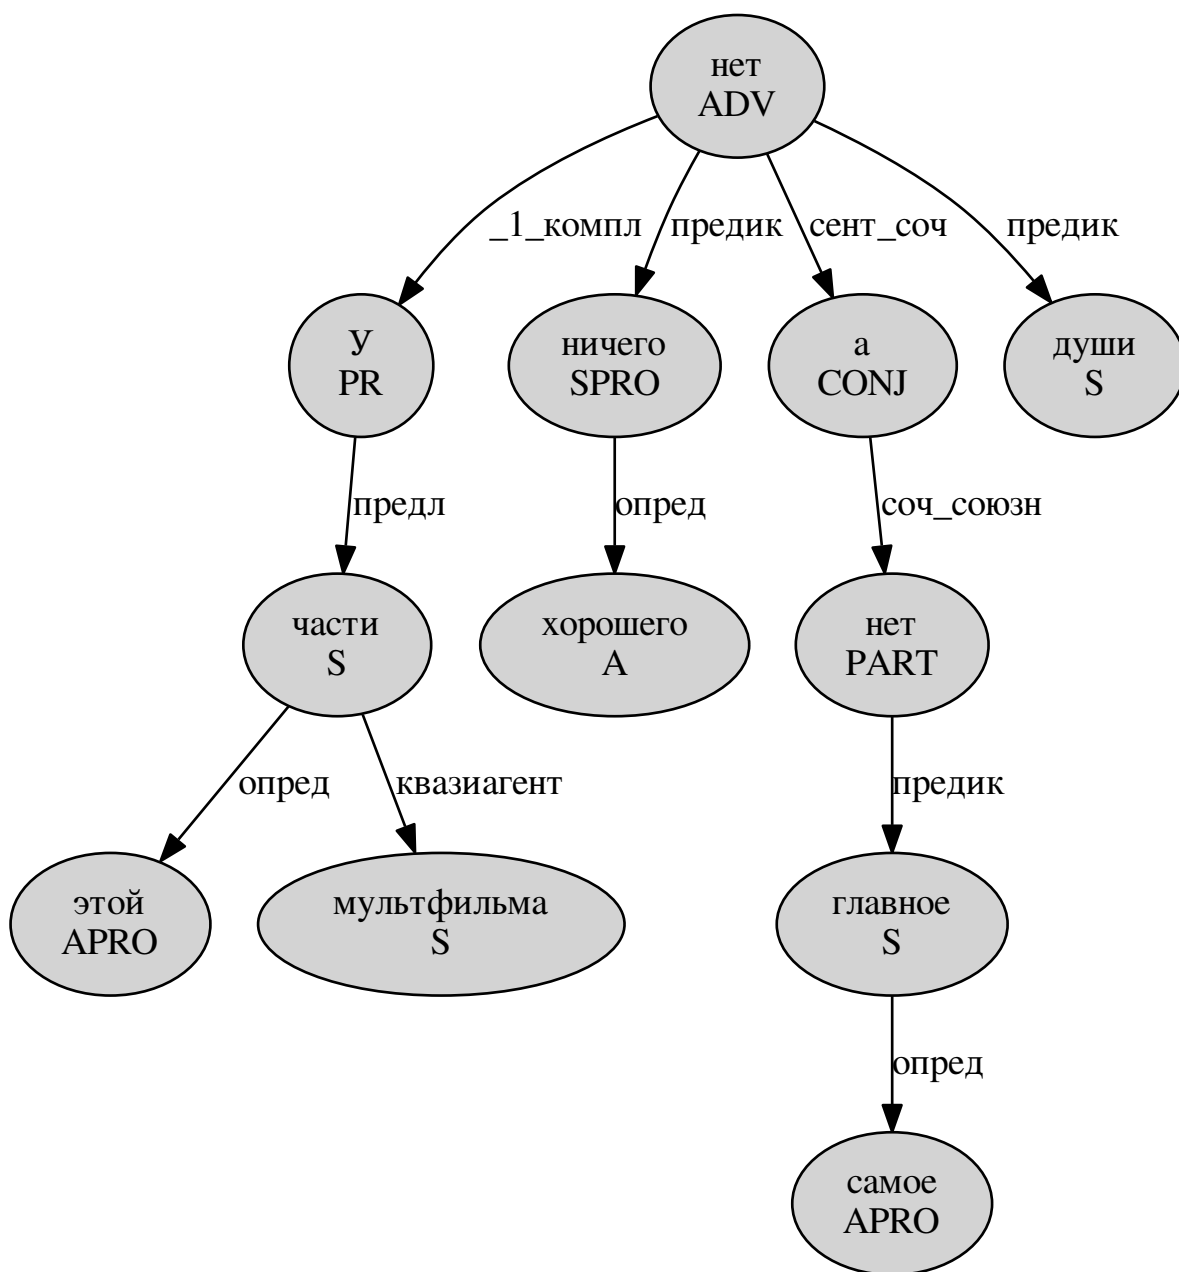 нет
ADV
_1_компл
предик
сент_соч
предик
У
PR
ничего
SPRO
а
CONJ
души
S
предл
опред
соч_союзн
части
S
хорошего
A
нет
PART
опред
квазиагент
предик
этой
APRO
мультфильма
S
главное
S
опред
самое
APRO